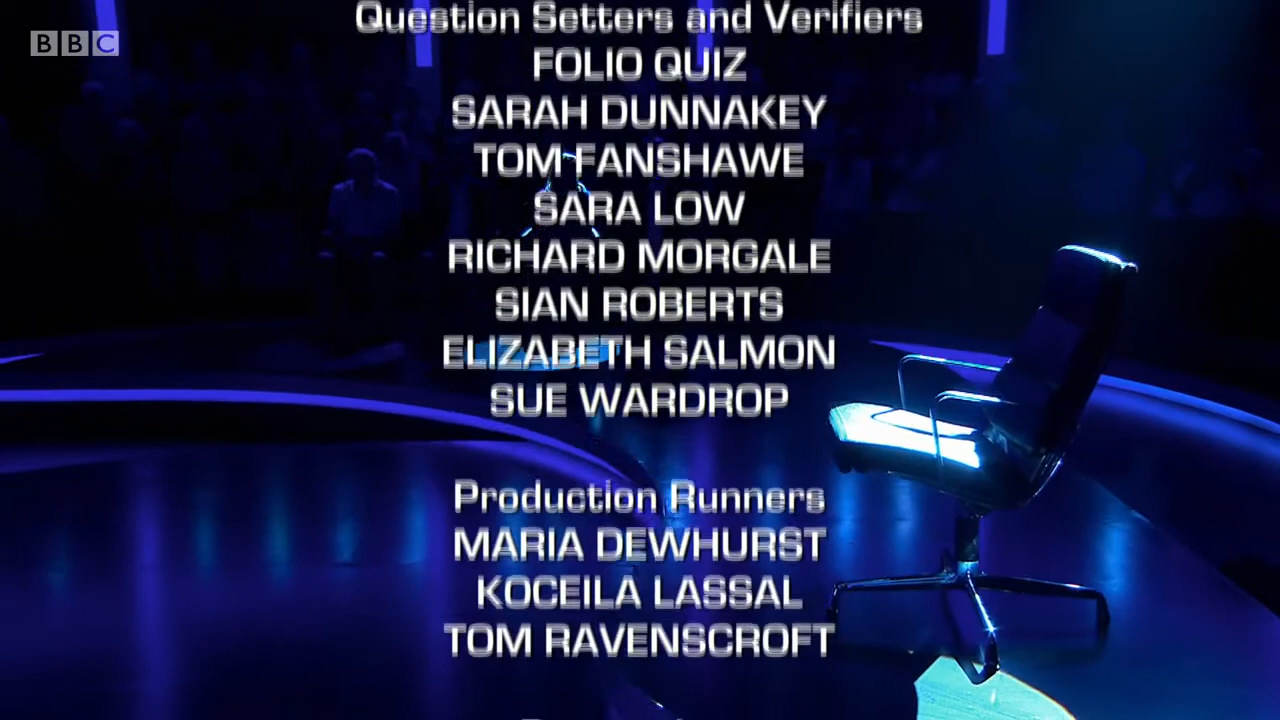 BBC
Question Setters and Verifiers
FOLIO QUIZ
SARAH DUNNAKEY
TOM FANSHAWE
SARA LOW
RICHARD MORGALE
SIAN ROBERTS
ELIZABETH SALMON
SUE WARDROP
Production Runners
MARIA DEWHURST
KOCEILA LASSAL
TOM RAVENSCROFT